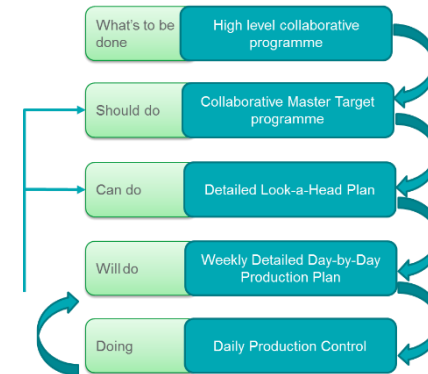 What's to be
done
High level collaborative
programme
Should do
Collaborative Master Target
programme
Can do
Detailed Look-a-Head Plan
Will do
Weekly Detailed Day-by-Day
Production Plan
Doing
Daily Production Control